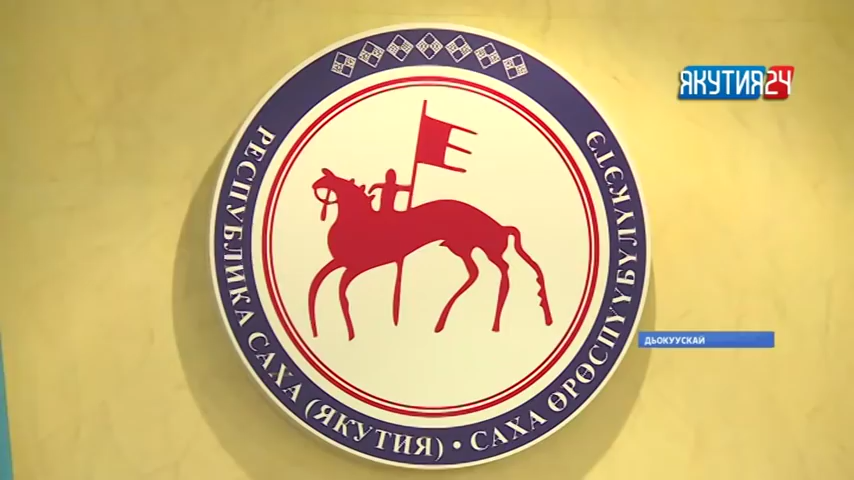 ЯКУТИЯ24
РЕСПУБЛИКА САХА (ЯКУТИЯ) • САХА ӨРӨСПҮҮБҮЛҮКЭТЭ
ДЬОКУУСКАЙ